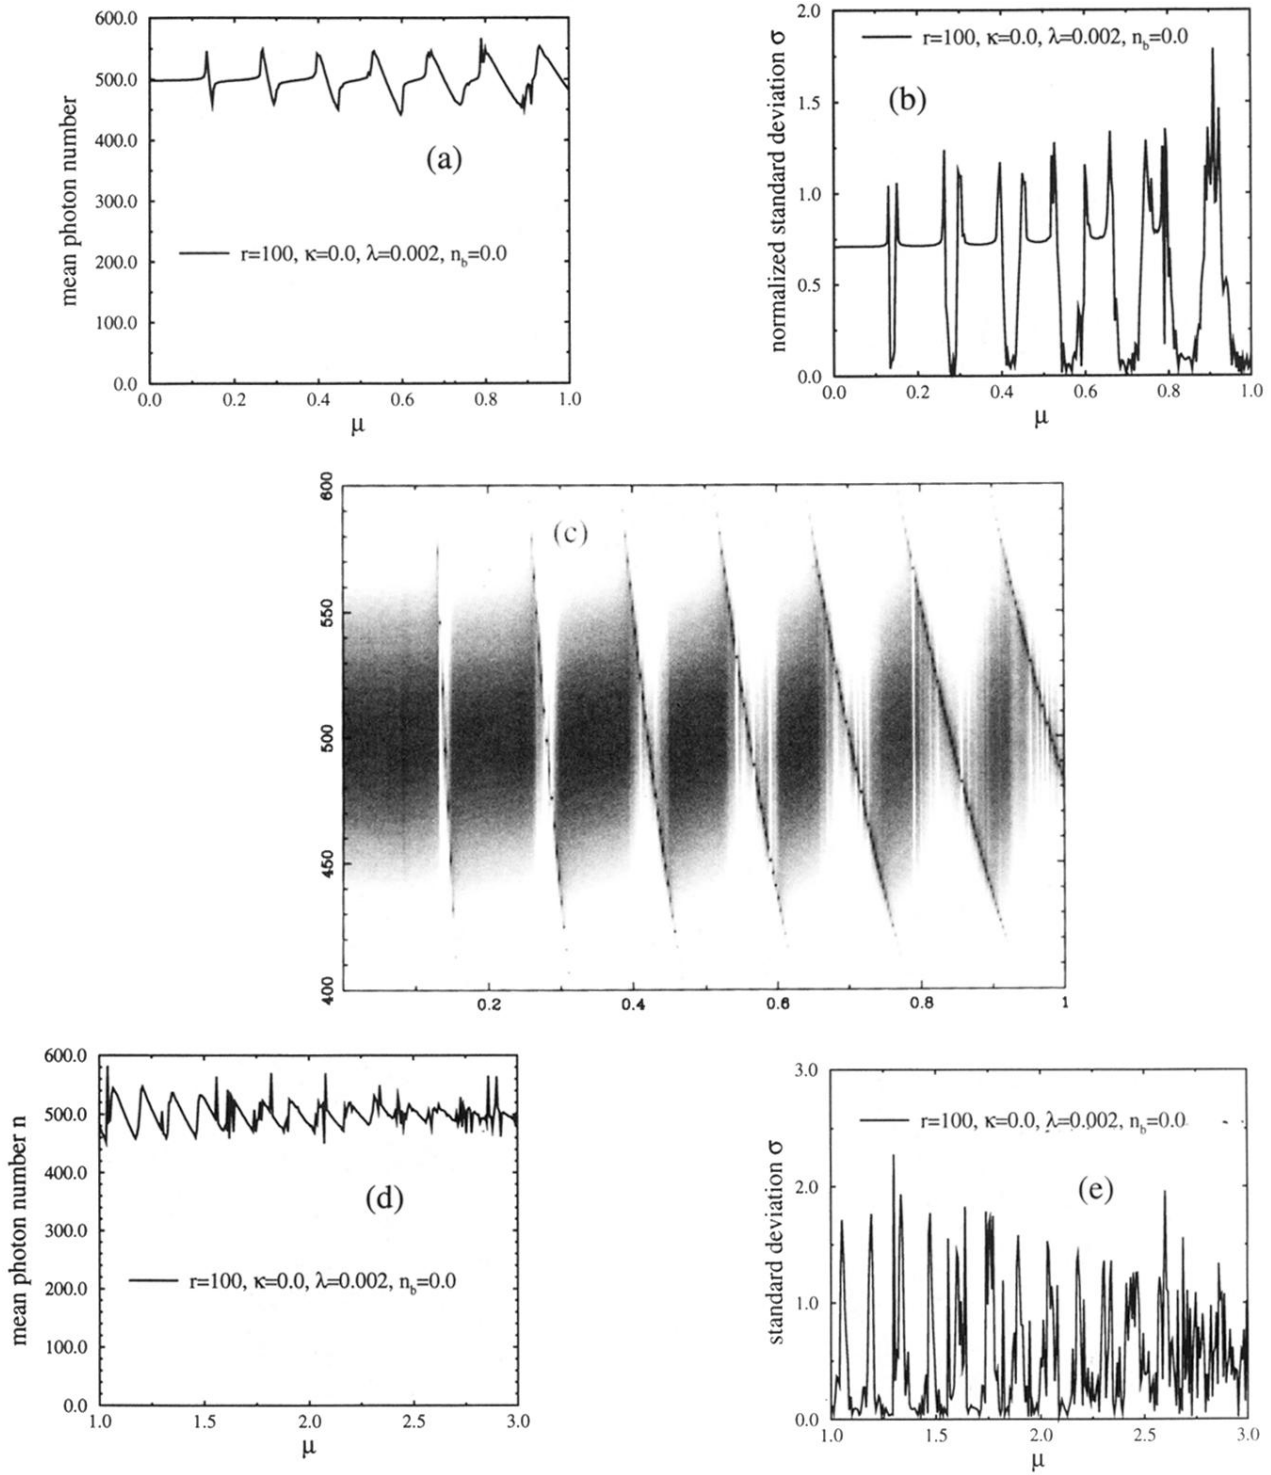 600.0
500.0
400.0
300.0
200.0
100.0
0.0
mean photon number
(a)
r=100, κ=0.0, λ=0.002, n_b=0.0
0.0 0.2 0.4 0.6 0.8 1.0
μ
2.0
1.5
1.0
0.5
0.0
normalized standard deviation σ
r=100, κ=0.0, λ=0.002, n_b=0.0
(b)
0.0 0.2 0.4 0.6 0.8 1.0
μ
600
550
500
450
400
(c)
0.2 0.4 0.6 0.8 1
600.0
500.0
400.0
300.0
200.0
100.0
0.0
mean photon number n
(d)
r=100, κ=0.0, λ=0.002, n_b=0.0
1.0 1.5 2.0 2.5 3.0
μ
3.0
2.0
1.0
0.0
standard deviation σ
r=100, κ=0.0, λ=0.002, n_b=0.0
(e)
1.0 1.5 2.0 2.5 3.0
μ